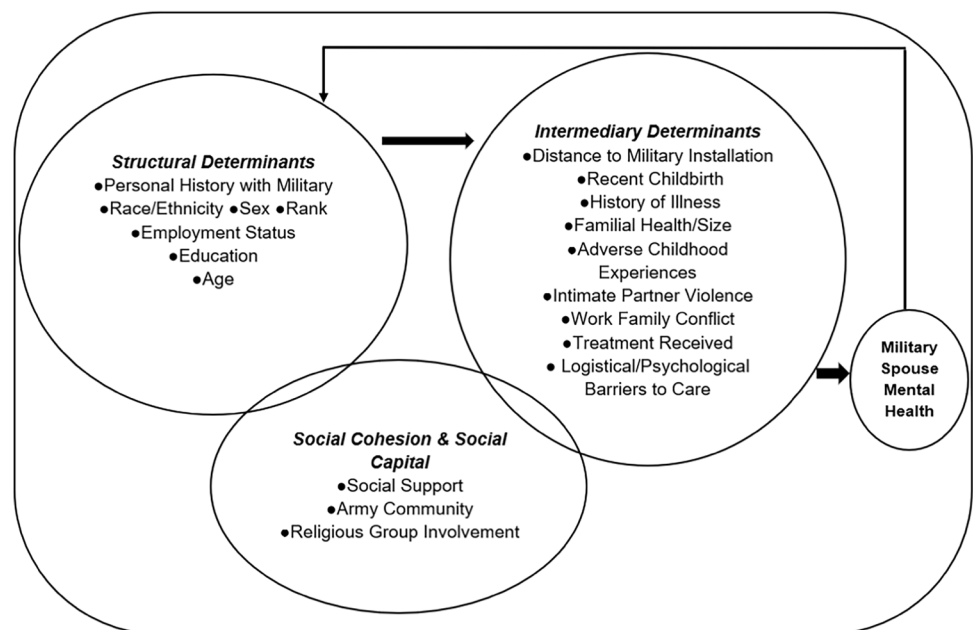 Structural Determinants
●Personal History with Military
●Race/Ethnicity ●Sex ●Rank
●Employment Status
●Education
●Age
Intermediary Determinants
●Distance to Military Installation
●Recent Childbirth
●History of Illness
●Familial Health/Size
●Adverse Childhood
Experiences
●Intimate Partner Violence
●Work Family Conflict
●Treatment Received
● Logistical/Psychological
Barriers to Care
Social Cohesion & Social
Capital
●Social Support
●Army Community
●Religious Group Involvement
Military
Spouse
Mental
Health